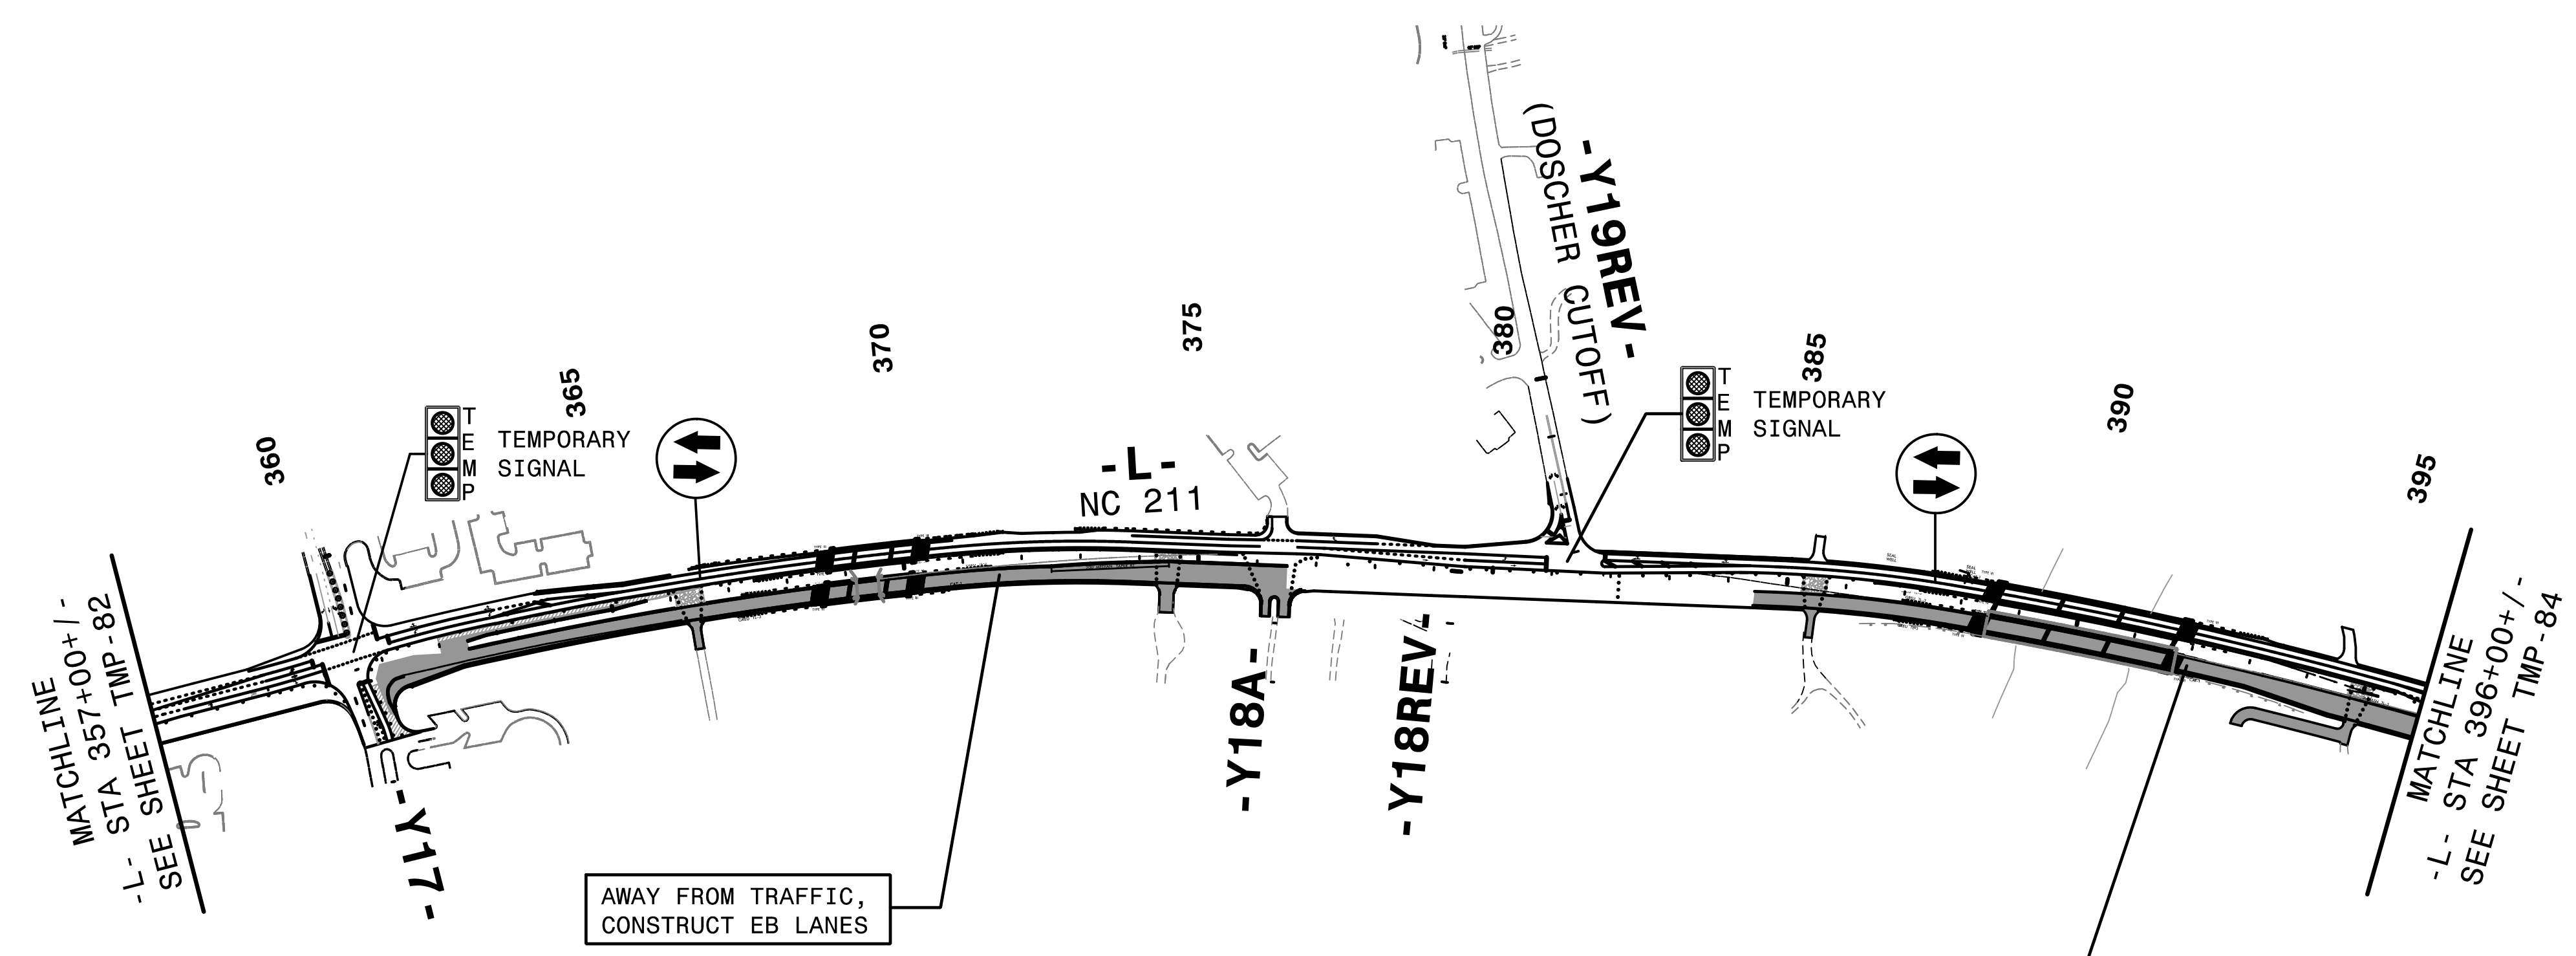 -Y19REV-
(DOSCHER CUTOFF)
360
365
370
375
380
385
390
395
T
E
M
P
TEMPORARY
SIGNAL
T
E
M
P
TEMPORARY
SIGNAL
-L-
NC 211
MATCHLINE
-L- STA 357+00+/-
SEE SHEET TMP-82
-Y17-
-Y18A-
-Y18REV-
MATCHLINE
-L- STA 396+00+/-
SEE SHEET TMP-84
AWAY FROM TRAFFIC,
CONSTRUCT EB LANES